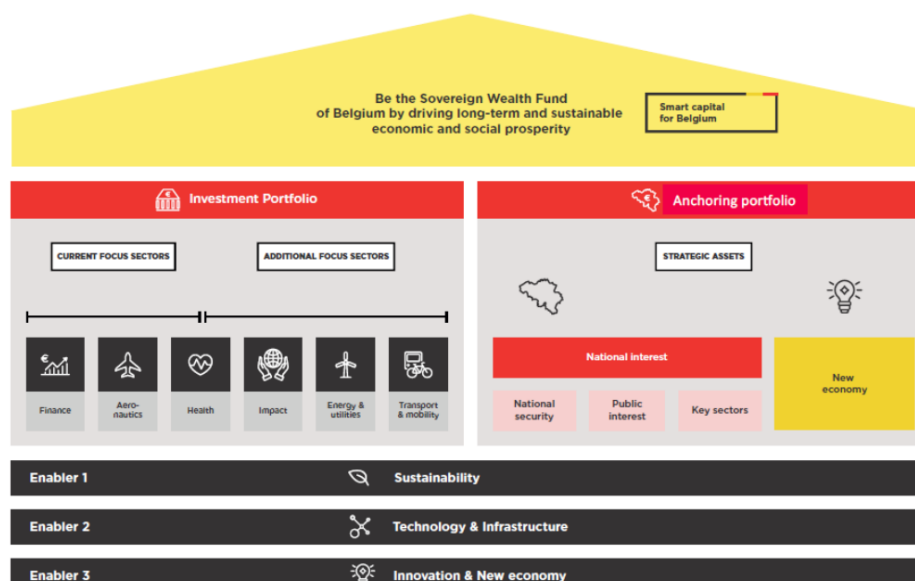 Be the Sovereign Wealth Fund
of Belgium by driving long-term and sustainable
economic and social prosperity
Smart capital
for Belgium
Investment Portfolio
CURRENT FOCUS SECTORS
ADDITIONAL FOCUS SECTORS
Finance
Aero-
nautics
Health
Impact
Energy &
utilities
Transport
& mobility
Anchoring portfolio
STRATEGIC ASSETS
National interest
National
security
Public
interest
Key sectors
New
economy
Enabler 1
Sustainability
Enabler 2
Technology & Infrastructure
Enabler 3
Innovation & New economy